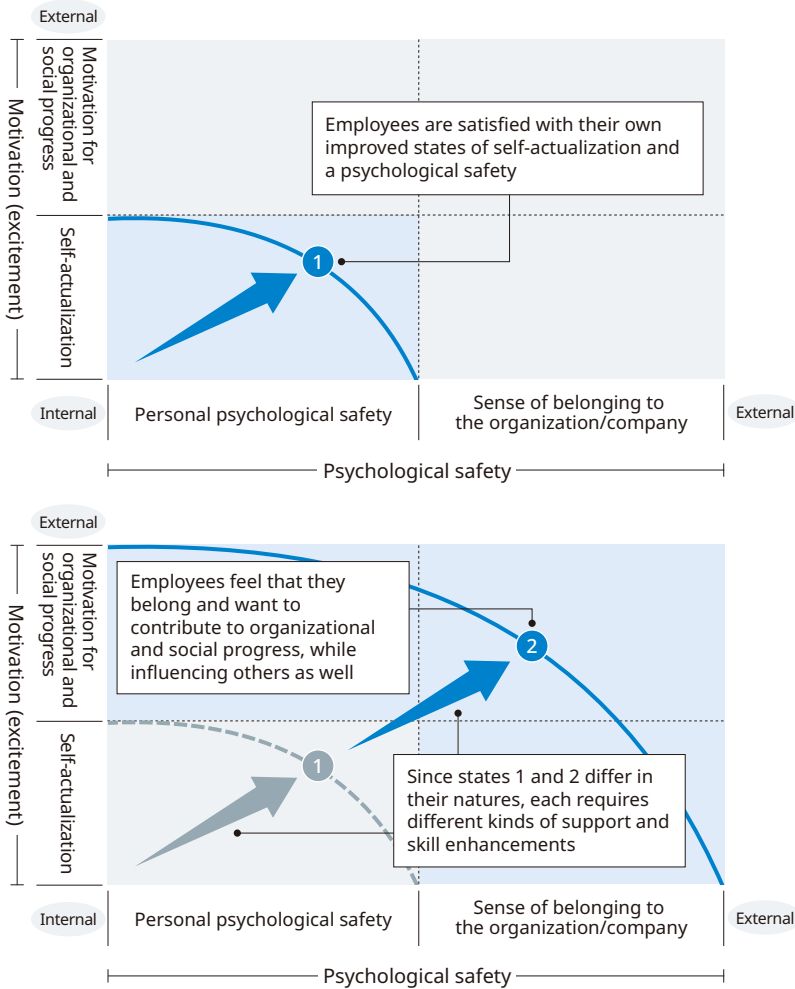 External
Motivation (excitement)
Motivation for
organizational and
social progress
Self-actualization
Employees are satisfied with their own
improved states of self-actualization and
a psychological safety
1
Internal
Personal psychological safety
Sense of belonging to
the organization/company
External
Psychological safety
External
Motivation (excitement)
Motivation for
organizational and
social progress
Self-actualization
Employees feel that they
belong and want to
contribute to organizational
and social progress, while
influencing others as well
2
1
Since states 1 and 2 differ in
their natures, each requires
different kinds of support and
skill enhancements
Internal
Personal psychological safety
Sense of belonging to
the organization/company
External
Psychological safety